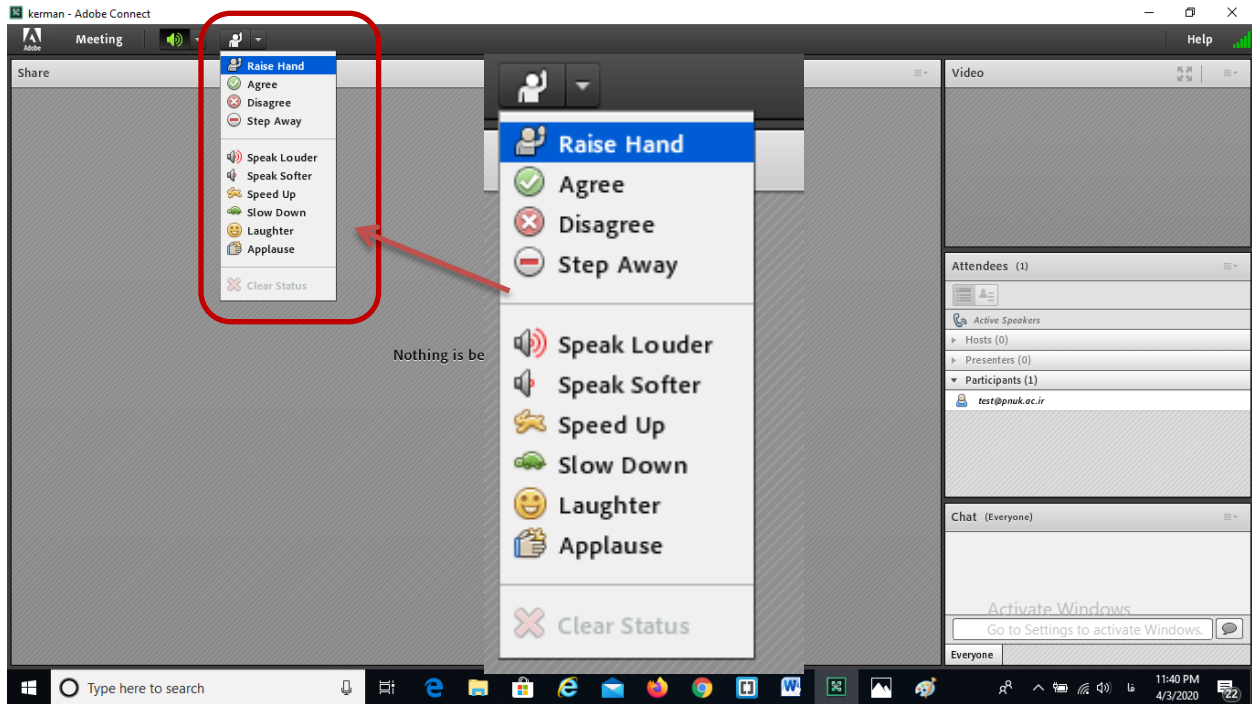 kerman - Adobe Connect
Adobe
Meeting
Help
Share
Raise Hand
Agree
Disagree
Step Away
Speak Louder
Speak Softer
Speed Up
Slow Down
Laughter
Applause
Clear Status
Nothing is be
Raise Hand
Agree
Disagree
Step Away
Speak Louder
Speak Softer
Speed Up
Slow Down
Laughter
Applause
Clear Status
Video
Attendees (1)
Active Speakers
Hosts (0)
Presenters (0)
Participants (1)
test@pnuk.ac.ir
Chat (Everyone)
Activate Windows
Go to Settings to activate Windows.
Everyone
Type here to search
فا
11:40 PM
4/3/2020
22